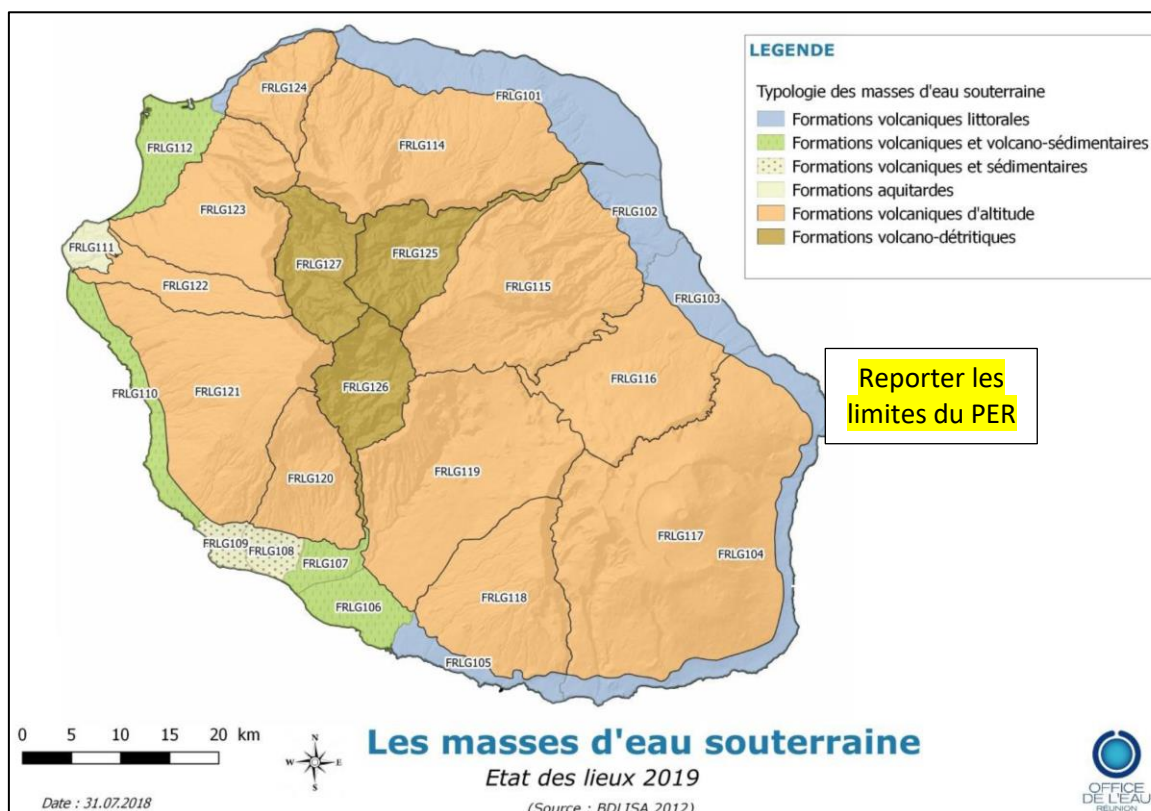 LEGENDE
Typologie des masses d'eau souterraine
Formations volcaniques littorales
Formations volcaniques et volcano-sédimentaires
Formations volcaniques et sédimentaires
Formations aquitardes
Formations volcaniques d'altitude
Formations volcano-détritiques
FRLG124
FRLG101
FRLG112
FRLG114
FRLG123
FRLG102
FRLG111
FRLG127
FRLG125
FRLG122
FRLG115
FRLG103
FRLG110
FRLG121
FRLG126
FRLG116
Reporter les
limites du PER
FRLG120
FRLG119
FRLG117
FRLG104
FRLG109
FRLG108
FRLG107
FRLG118
FRLG106
FRLG105
0 5 10 15 20 km
N
W E
S
Les masses d'eau souterraine
Etat des lieux 2019
(Source : BDLISA 2012)
Date : 31.07.2018
OFFICE
DE L'EAU
RÉUNION